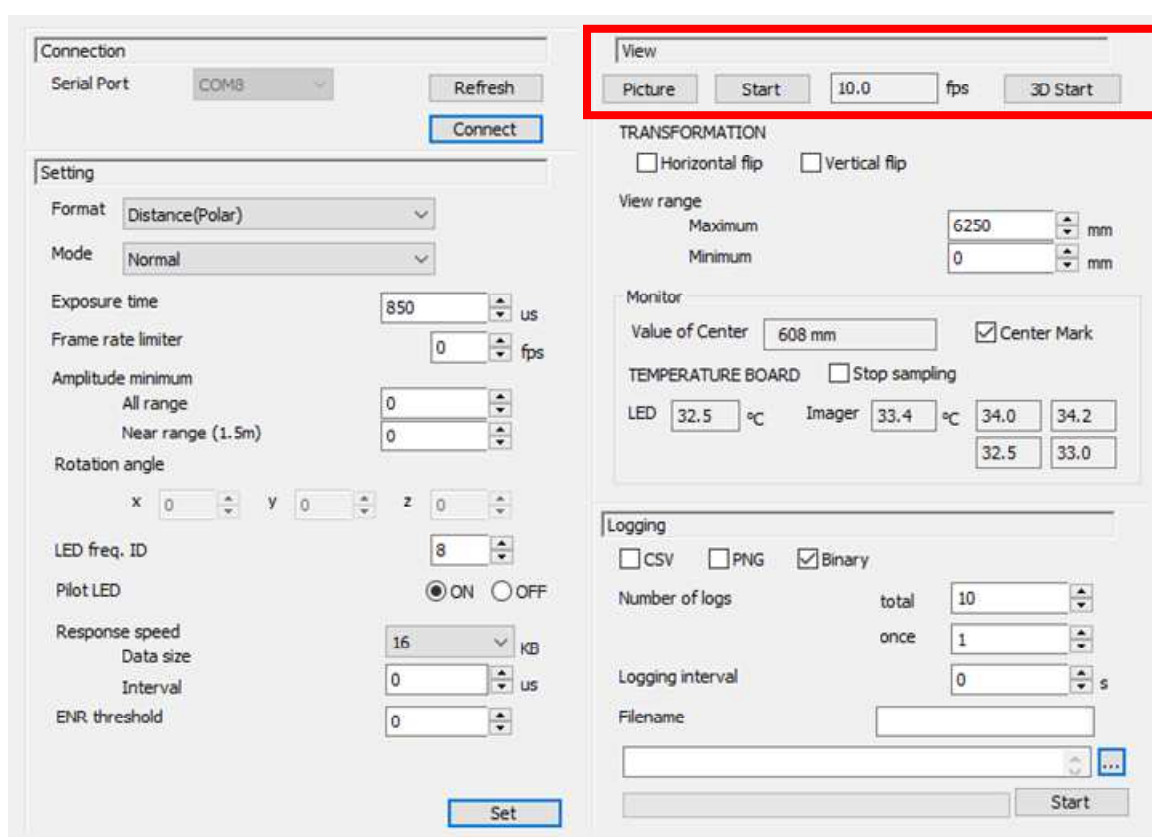 Connection
Serial Port COM8 Refresh
Connect
Setting
Format Distance(Polar)
Mode Normal
Exposure time 850 us
Frame rate limiter 0 fps
Amplitude minimum
All range 0
Near range (1.5m) 0
Rotation angle
x 0 y 0 z 0
LED freq. ID 8
Pilot LED ON OFF
Response speed
Data size 16 KB
Interval 0 us
ENR threshold 0
Set
View
Picture Start 10.0 fps 3D Start
TRANSFORMATION
Horizontal flip Vertical flip
View range
Maximum 6250 mm
Minimum 0 mm
Monitor
Value of Center 608 mm Center Mark
TEMPERATURE BOARD Stop sampling
LED 32.5 ºC Imager 33.4 ºC 34.0 34.2
32.5 33.0
Logging
CSV PNG Binary
Number of logs total 10
once 1
Logging interval 0 s
Filename
...
Start